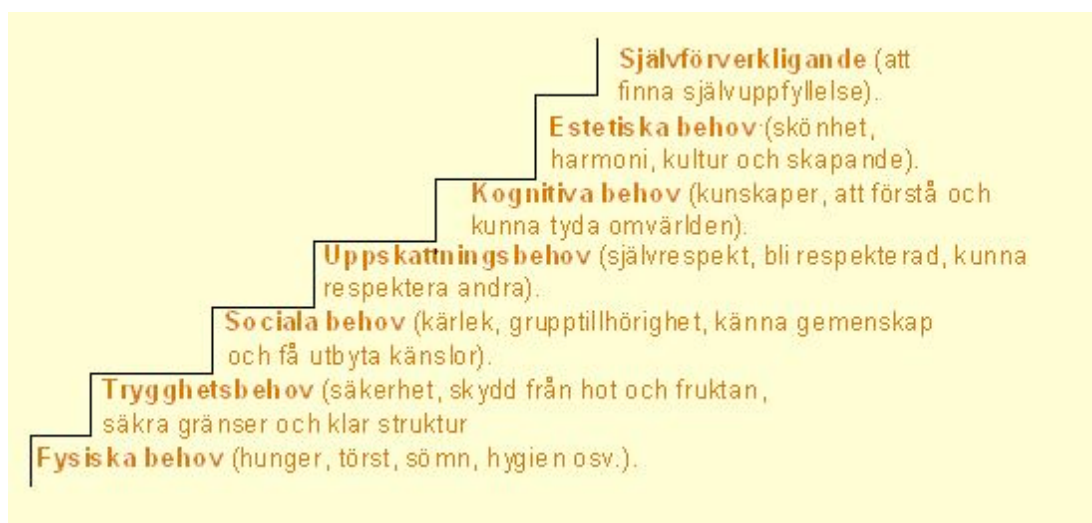 Självförverkligande (att
finna självuppfyllelse).
Estetiska behov (skönhet,
harmoni, kultur och skapande).
Kognitiva behov (kunskaper, att förstå och
kunna tyda omvärlden).
Uppskattningsbehov (självrespekt, bli respekterad, kunna
respektera andra).
Sociala behov (kärlek, grupptillhörighet, känna gemenskap
och få utbyta känslor).
Trygghetsbehov (säkerhet, skydd från hot och fruktan,
säkra gränser och klar struktur
Fysiska behov (hunger, törst, sömn, hygien osv.).